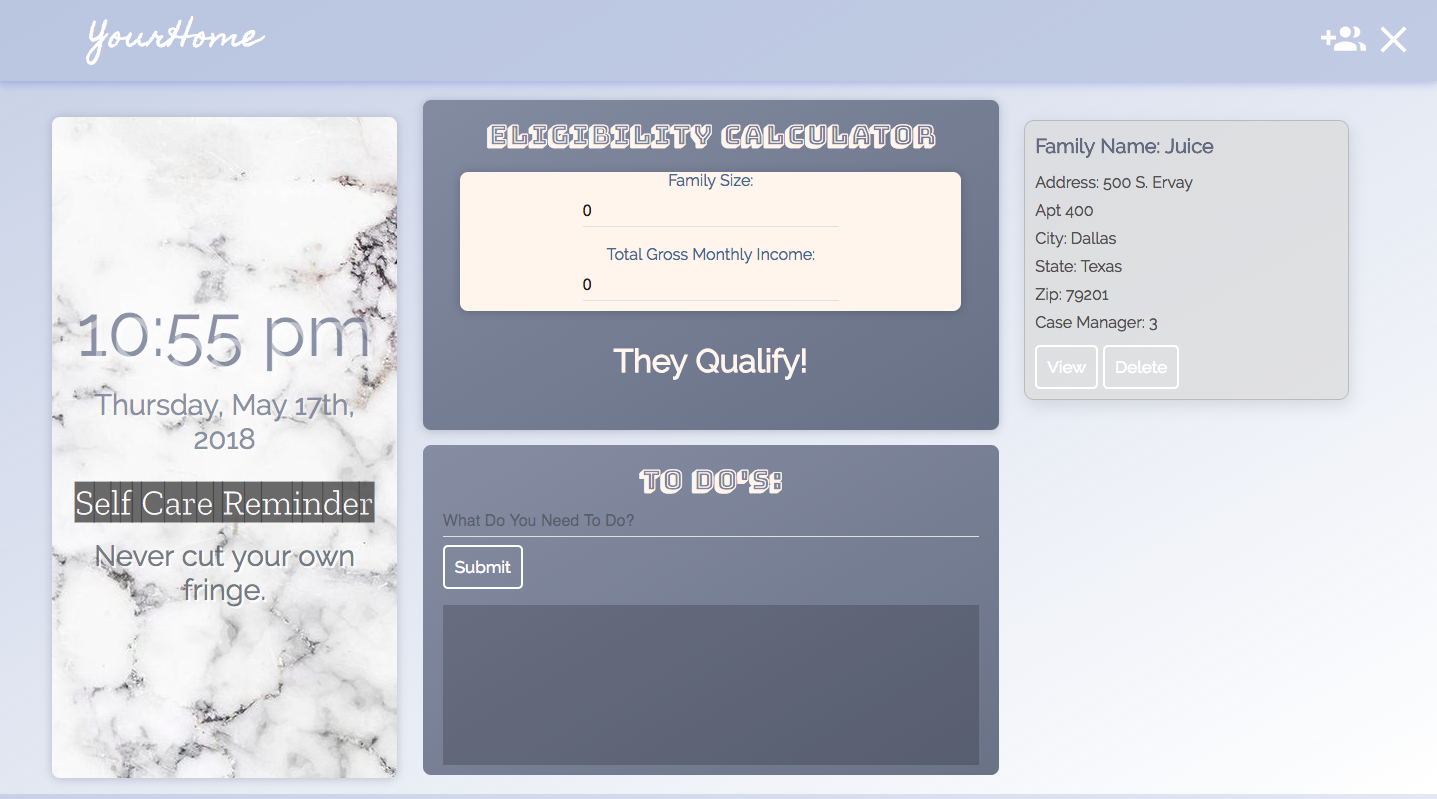 YourHome
10:55 pm
Thursday, May 17th,
2018
Self Care Reminder
Never cut your own
fringe.
ELIGIBILITY CALCULATOR
Family Size:
0
Total Gross Monthly Income:
0
They Qualify!
TO DO'S:
What Do You Need To Do?
Submit
Family Name: Juice
Address: 500 S. Ervay
Apt 400
City: Dallas
State: Texas
Zip: 79201
Case Manager: 3
View Delete